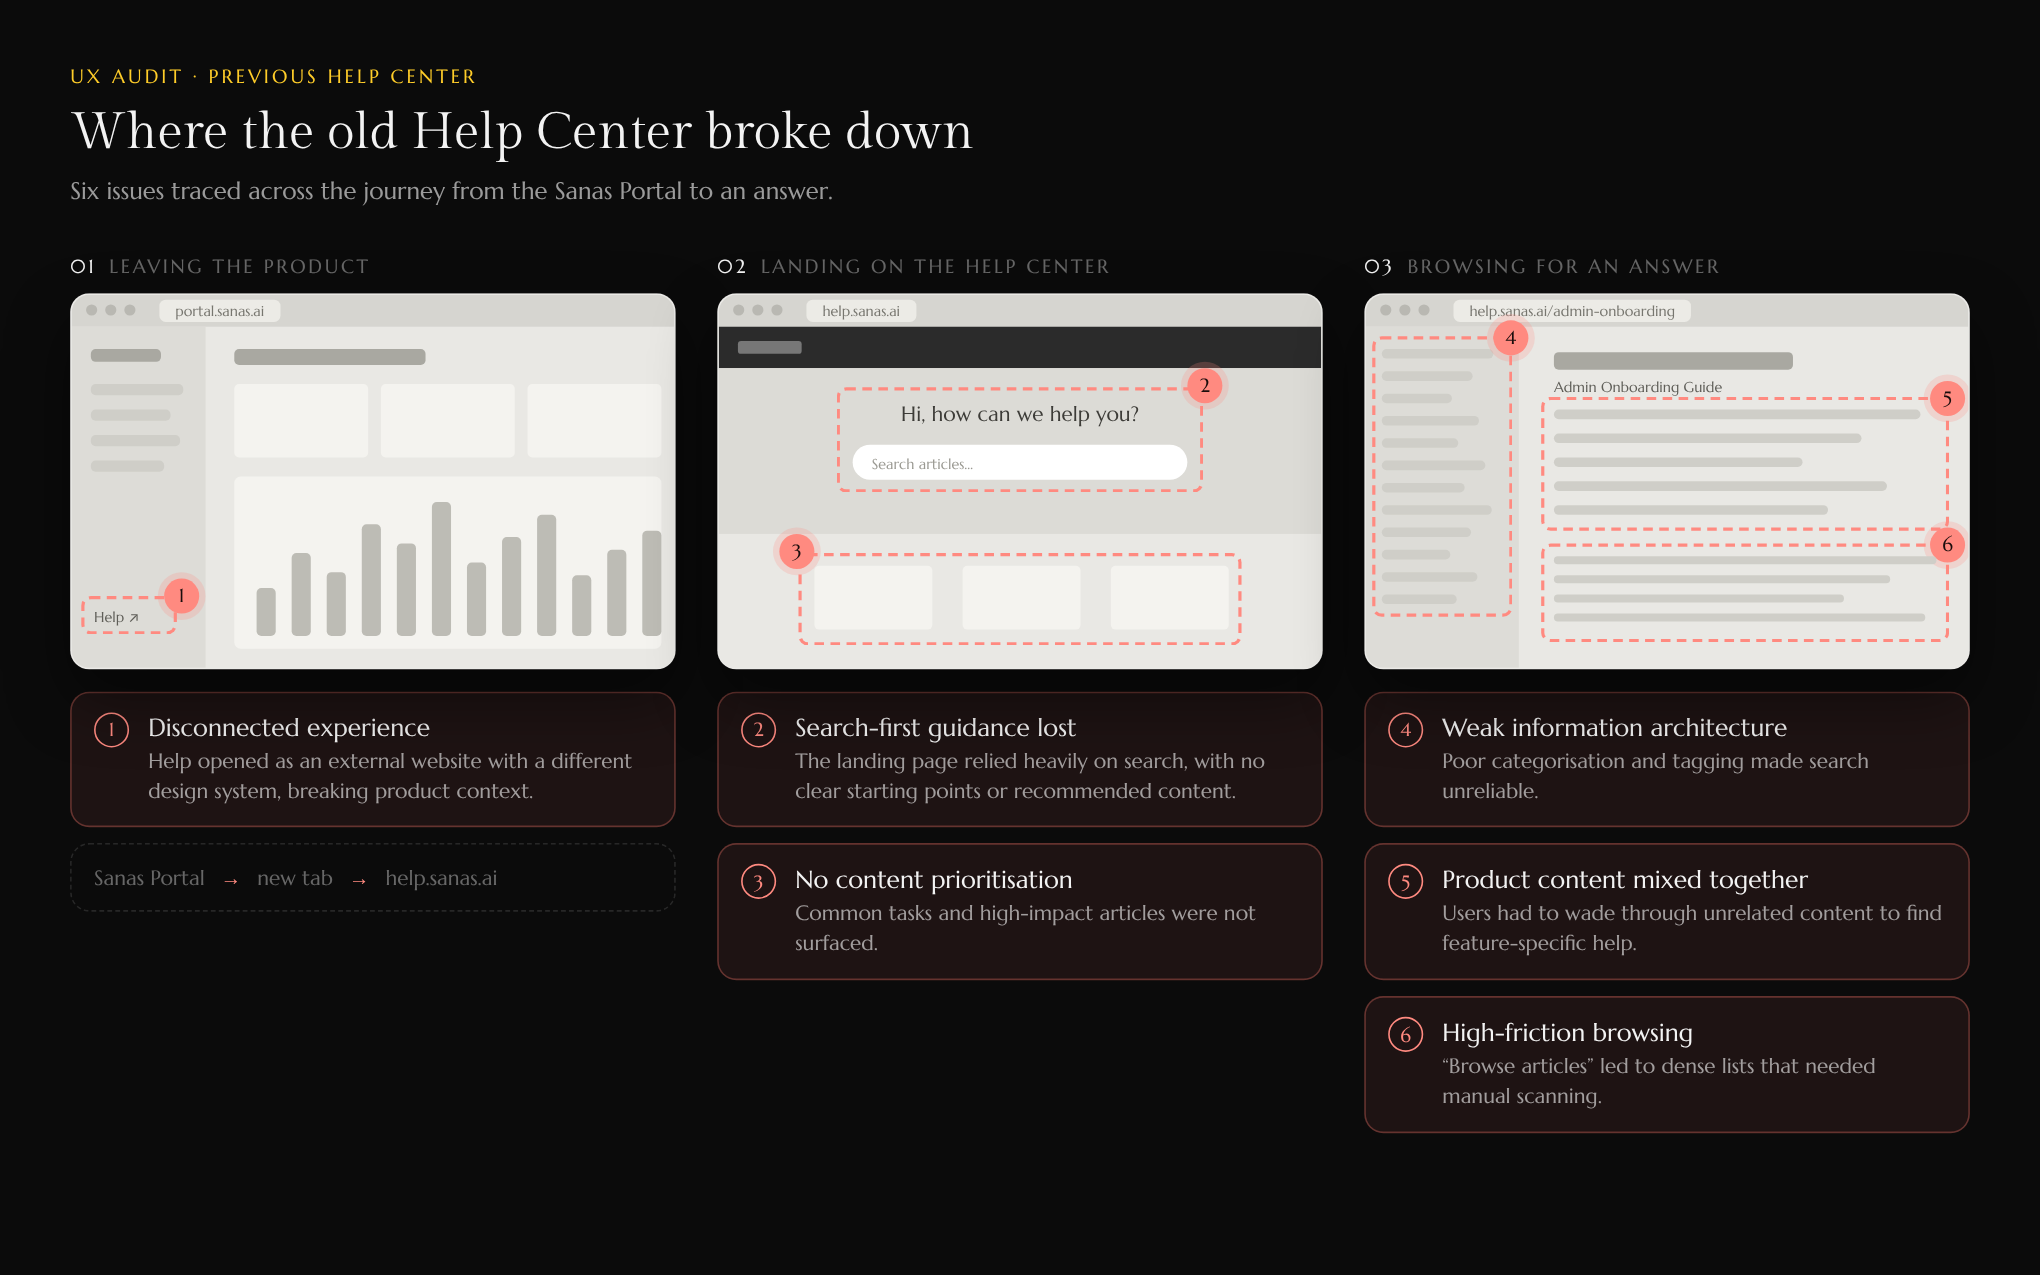 UX AUDIT · PREVIOUS HELP CENTER
Where the old Help Center broke down
Six issues traced across the journey from the Sanas Portal to an answer.
01 LEAVING THE PRODUCT
portal.sanas.ai
1
Help ↗
1 Disconnected experience
Help opened as an external website with a different
design system, breaking product context.
Sanas Portal → new tab → help.sanas.ai
02 LANDING ON THE HELP CENTER
help.sanas.ai
2
Hi, how can we help you?
Search articles...
3
2 Search-first guidance lost
The landing page relied heavily on search, with no
clear starting points or recommended content.
3 No content prioritisation
Common tasks and high-impact articles were not
surfaced.
03 BROWSING FOR AN ANSWER
help.sanas.ai/admin-onboarding
4
Admin Onboarding Guide
5
6
4 Weak information architecture
Poor categorisation and tagging made search
unreliable.
5 Product content mixed together
Users had to wade through unrelated content to find
feature-specific help.
6 High-friction browsing
“Browse articles” led to dense lists that needed
manual scanning.